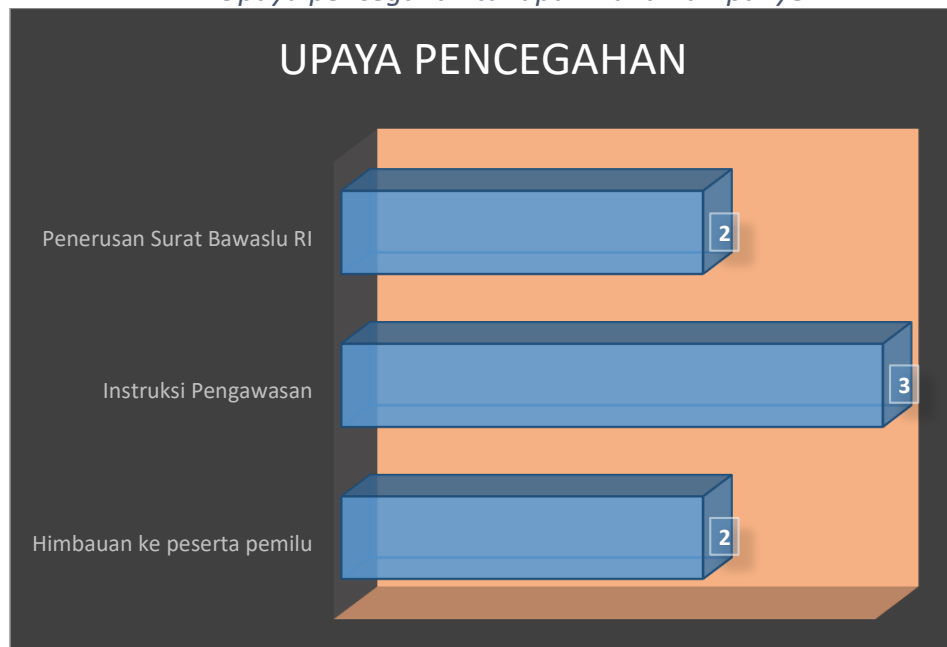 UPAYA PENCEGAHAN
Penerusan Surat Bawaslu RI
2
Instruksi Pengawasan
3
Himbauan ke peserta pemilu
2